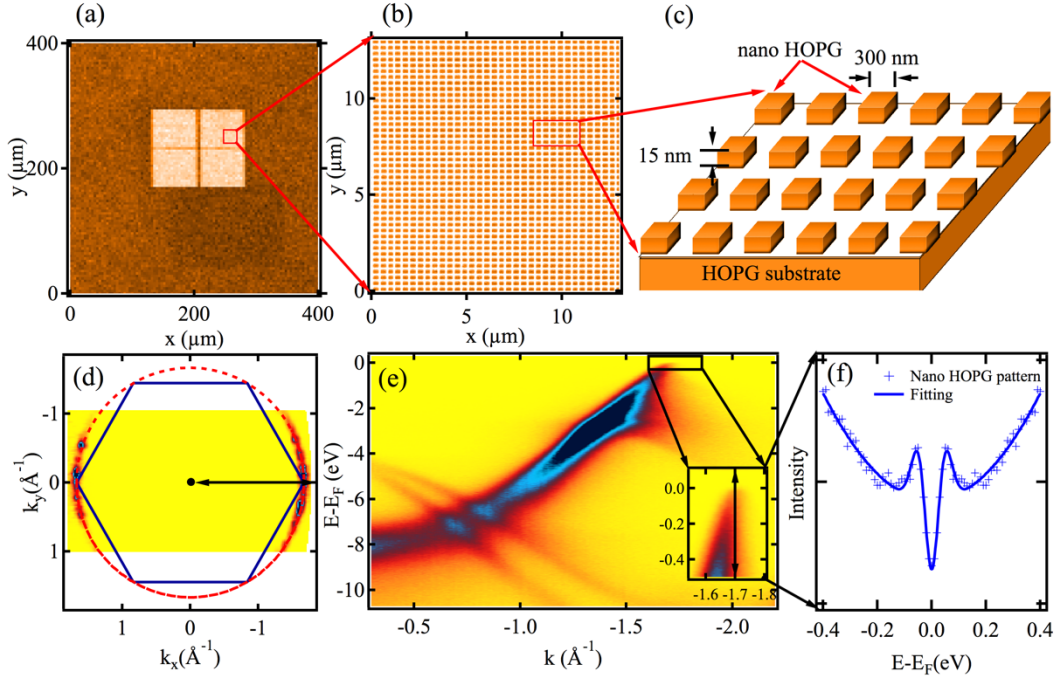 (a)
400
200
0
y (µm)
0
200
400
x (µm)
(b)
10
5
0
y (µm)
0
5
10
x (µm)
(c)
nano HOPG
300 nm
15 nm
HOPG substrate
(d)
-1
0
1
k_y(Å⁻¹)
1
0
-1
k_x(Å⁻¹)
(e)
0
-2
-4
-6
-8
-10
E-E_F (eV)
-0.5
-1.0
-1.5
-2.0
k (Å⁻¹)
0.0
-0.2
-0.4
-1.6
-1.7
-1.8
(f)
Nano HOPG pattern
Fitting
Intensity
-0.4
0.0
0.4
E-E_F(eV)